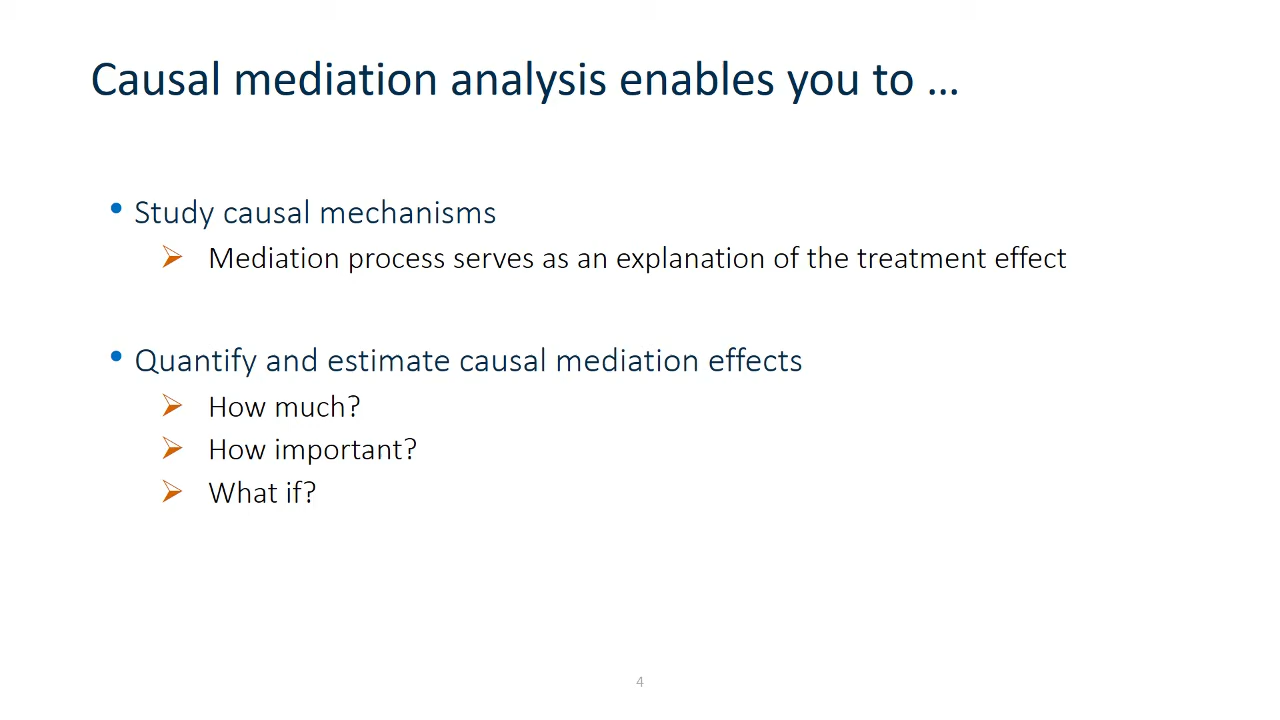 Causal mediation analysis enables you to …
• Study causal mechanisms
➢ Mediation process serves as an explanation of the treatment effect
• Quantify and estimate causal mediation effects
➢ How much?
➢ How important?
➢ What if?
4